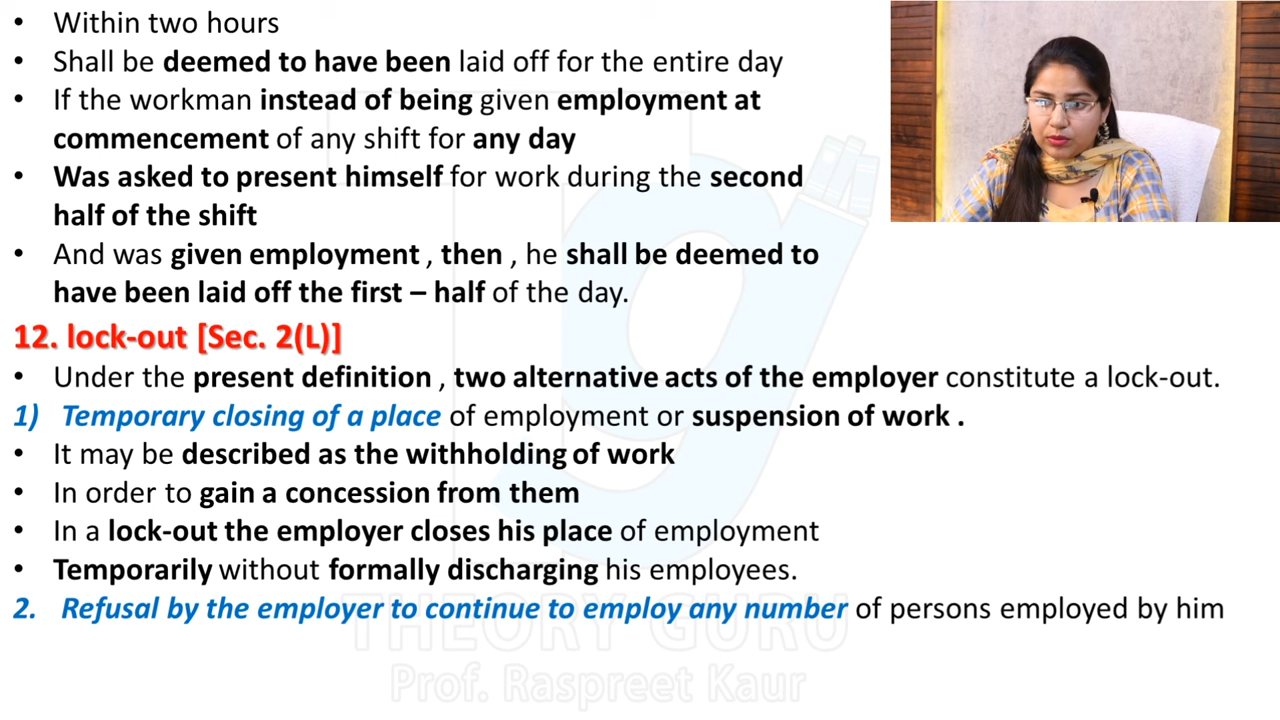 • Within two hours
• Shall be deemed to have been laid off for the entire day
• If the workman instead of being given employment at
commencement of any shift for any day
• Was asked to present himself for work during the second
half of the shift
• And was given employment , then , he shall be deemed to
have been laid off the first – half of the day.
12. lock-out [Sec. 2(L)]
• Under the present definition , two alternative acts of the employer constitute a lock-out.
1) Temporary closing of a place of employment or suspension of work .
• It may be described as the withholding of work
• In order to gain a concession from them
• In a lock-out the employer closes his place of employment
• Temporarily without formally discharging his employees.
2. Refusal by the employer to continue to employ any number of persons employed by him
THEORY GURU
Prof. Raspreet Kaur